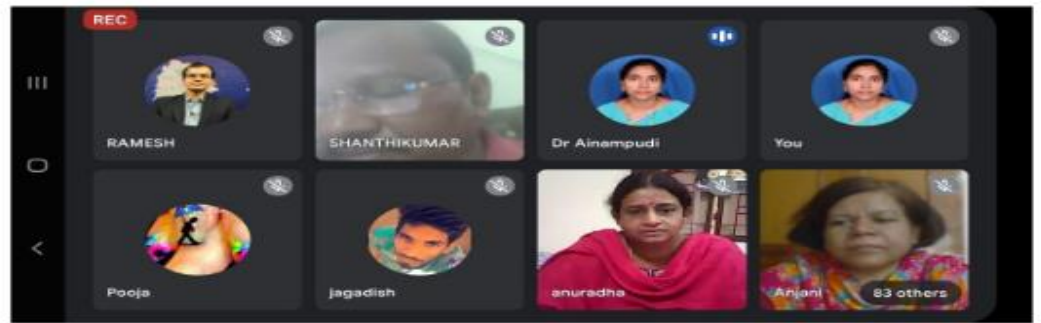 REC
RAMESH
SHANTHIKUMAR
Dr Ainampudi
You
Pooja
jagadish
anuradha
Anjani
83 others